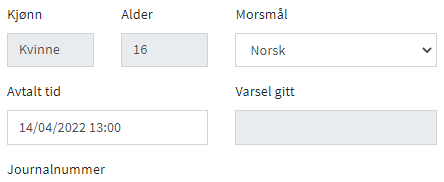 Kjønn Alder Morsmål
Kvinne 16 Norsk
Avtalt tid Varsel gitt
14/04/2022 13:00
Journalnummer